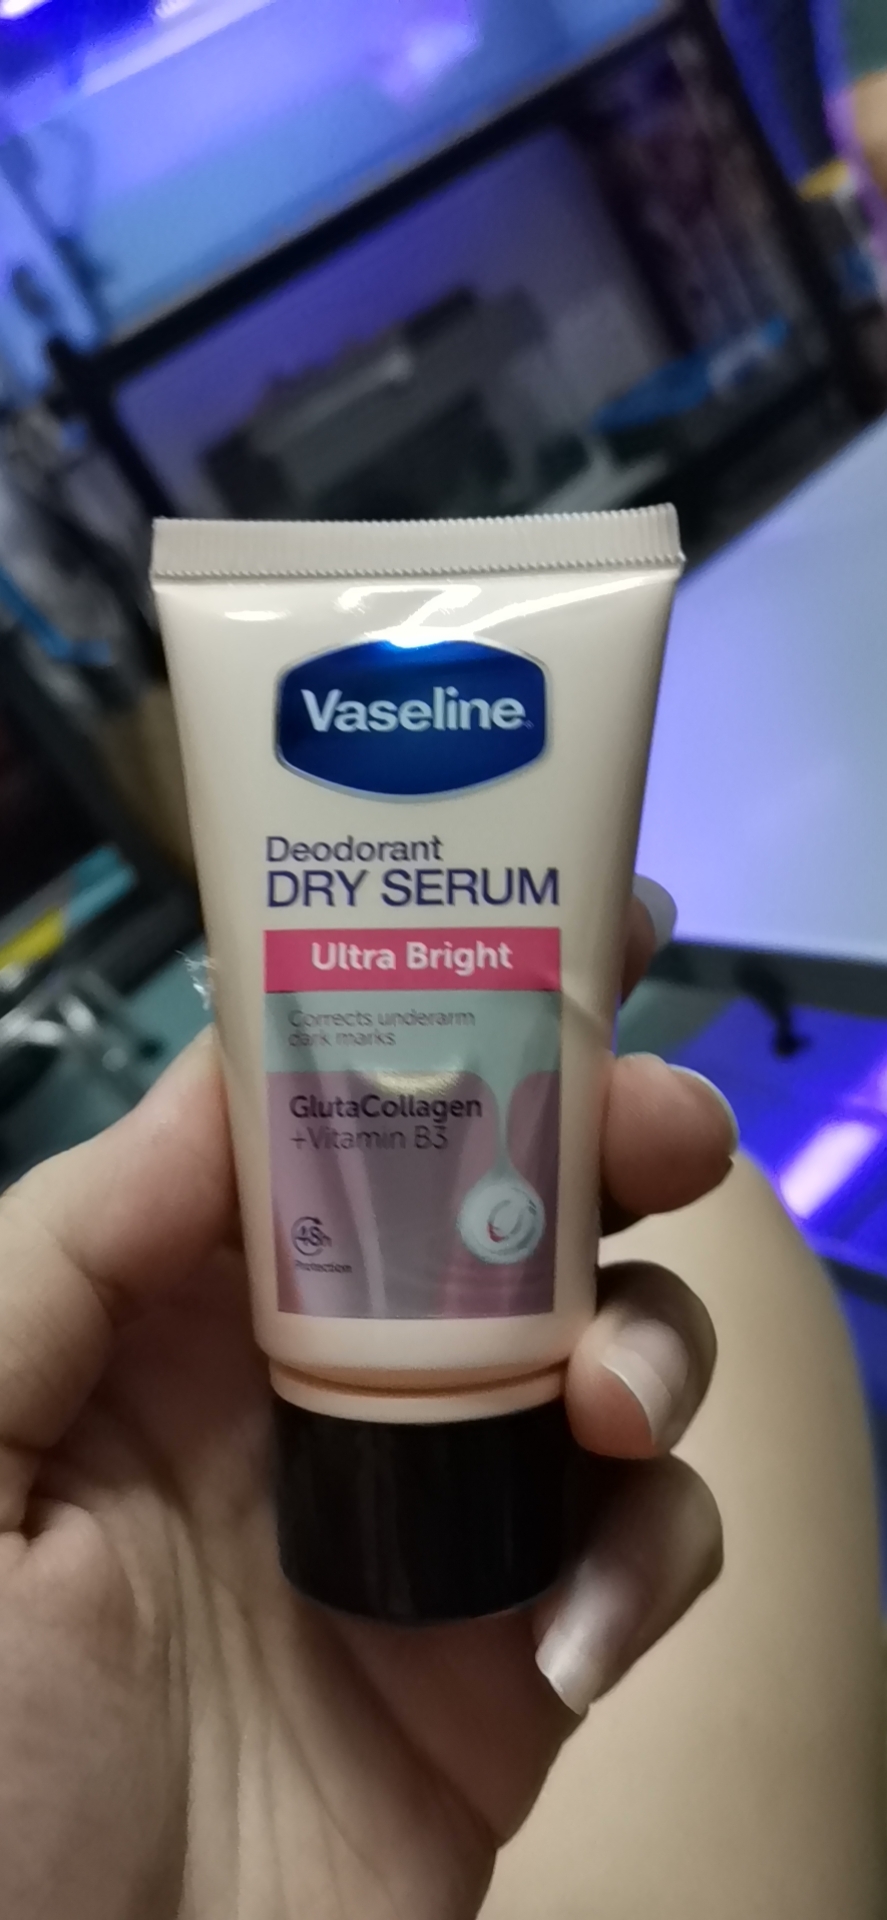 Vaseline
Deodorant
DRY SERUM
Ultra Bright
Corrects underarm
dark marks
GlutaCollagen
+Vitamin B3
48h
Protection